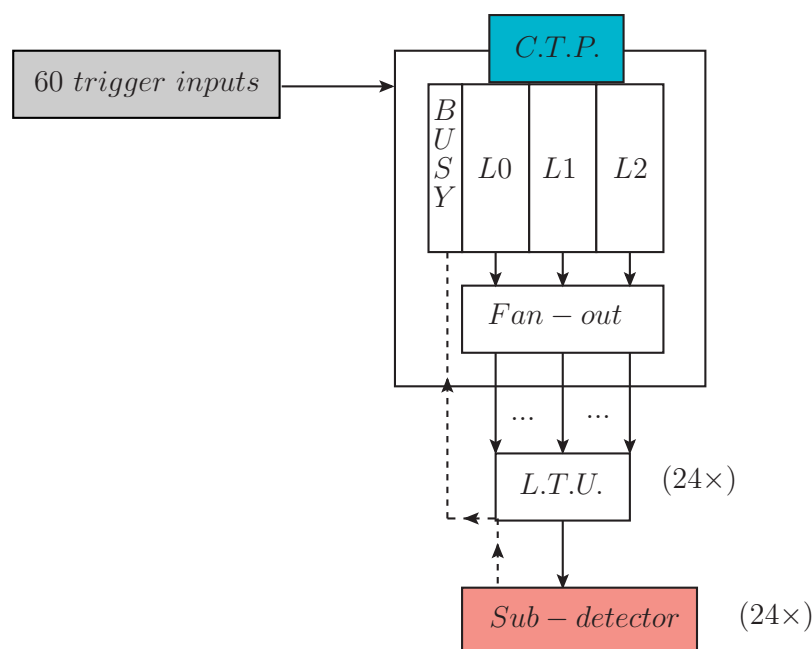 C.T.P.
60 trigger inputs
B
U
S
Y
L0
L1
L2
Fan − out
... ...
L.T.U.
(24×)
Sub − detector
(24×)